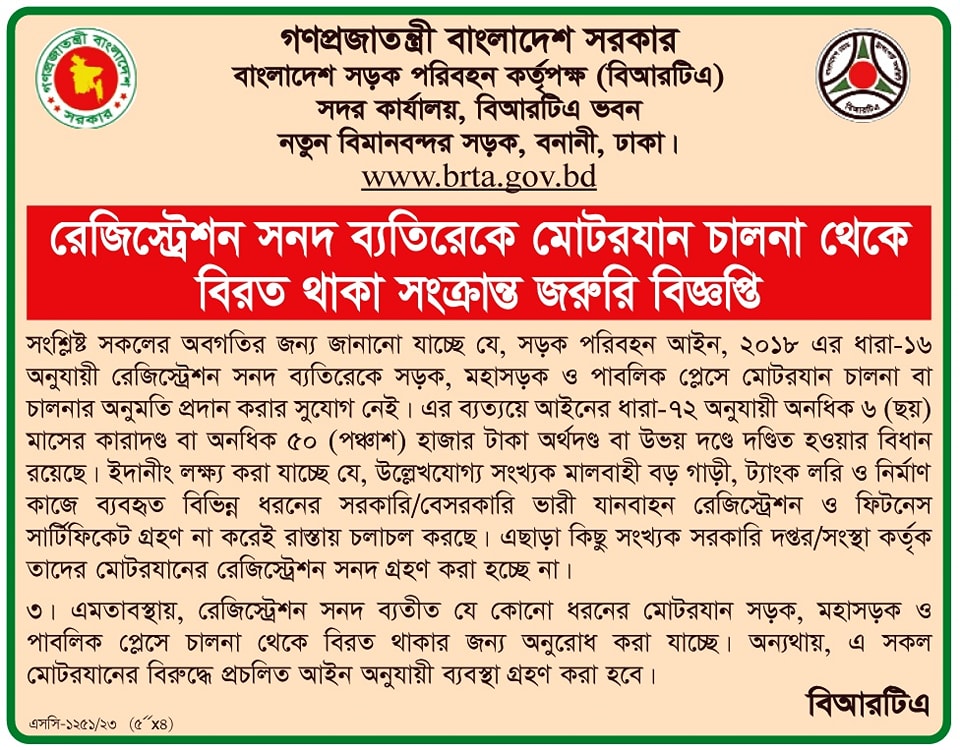 গণপ্রজাতন্ত্রী বাংলাদেশ সরকার
বাংলাদেশ সড়ক পরিবহন কর্তৃপক্ষ (বিআরটিএ)
সদর কার্যালয়, বিআরটিএ ভবন
নতুন বিমানবন্দর সড়ক, বনানী, ঢাকা।
www.brta.gov.bd
গণপ্রজাতন্ত্রী বাংলাদেশ
সরকার
বিআরটিএ
রেজিস্ট্রেশন সনদ ব্যতিরেকে মোটরযান চালনা থেকে
বিরত থাকা সংক্রান্ত জরুরি বিজ্ঞপ্তি
সংশ্লিষ্ট সকলের অবগতির জন্য জানানো যাচ্ছে যে, সড়ক পরিবহন আইন, ২০১৮ এর ধারা-১৬
অনুযায়ী রেজিস্ট্রেশন সনদ ব্যতিরেকে সড়ক, মহাসড়ক ও পাবলিক প্লেসে মোটরযান চালনা বা
চালনার অনুমতি প্রদান করার সুযোগ নেই। এর ব্যত্যয়ে আইনের ধারা-৭২ অনুযায়ী অনধিক ৬ (ছয়)
মাসের কারাদণ্ড বা অনধিক ৫০ (পঞ্চাশ) হাজার টাকা অর্থদণ্ড বা উভয় দণ্ডে দণ্ডিত হওয়ার বিধান
রয়েছে। ইদানীং লক্ষ্য করা যাচ্ছে যে, উল্লেখযোগ্য সংখ্যক মালবাহী বড় গাড়ী, ট্যাংক লরি ও নির্মাণ
কাজে ব্যবহৃত বিভিন্ন ধরনের সরকারি/বেসরকারি ভারী যানবাহন রেজিস্ট্রেশন ও ফিটনেস
সার্টিফিকেট গ্রহণ না করেই রাস্তায় চলাচল করছে। এছাড়া কিছু সংখ্যক সরকারি দপ্তর/সংস্থা কর্তৃক
তাদের মোটরযানের রেজিস্ট্রেশন সনদ গ্রহণ করা হচ্ছে না।
৩। এমতাবস্থায়, রেজিস্ট্রেশন সনদ ব্যতীত যে কোনো ধরনের মোটরযান সড়ক, মহাসড়ক ও
পাবলিক প্লেসে চালনা থেকে বিরত থাকার জন্য অনুরোধ করা যাচ্ছে। অন্যথায়, এ সকল
মোটরযানের বিরুদ্ধে প্রচলিত আইন অনুযায়ী ব্যবস্থা গ্রহণ করা হবে।
বিআরটিএ
এসসি-১২৫১/২৩ (৫˝x৪)